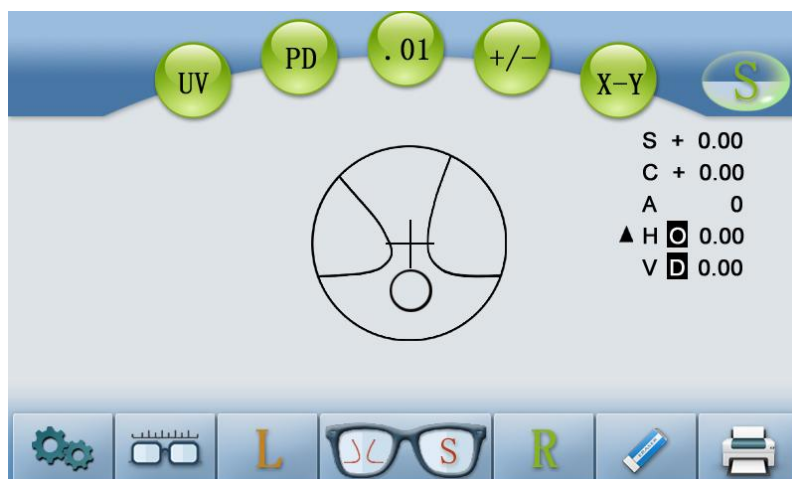 UV PD .01 +/- X-Y S
S + 0.00
C + 0.00
A 0
▲ H O 0.00
V D 0.00
L S R